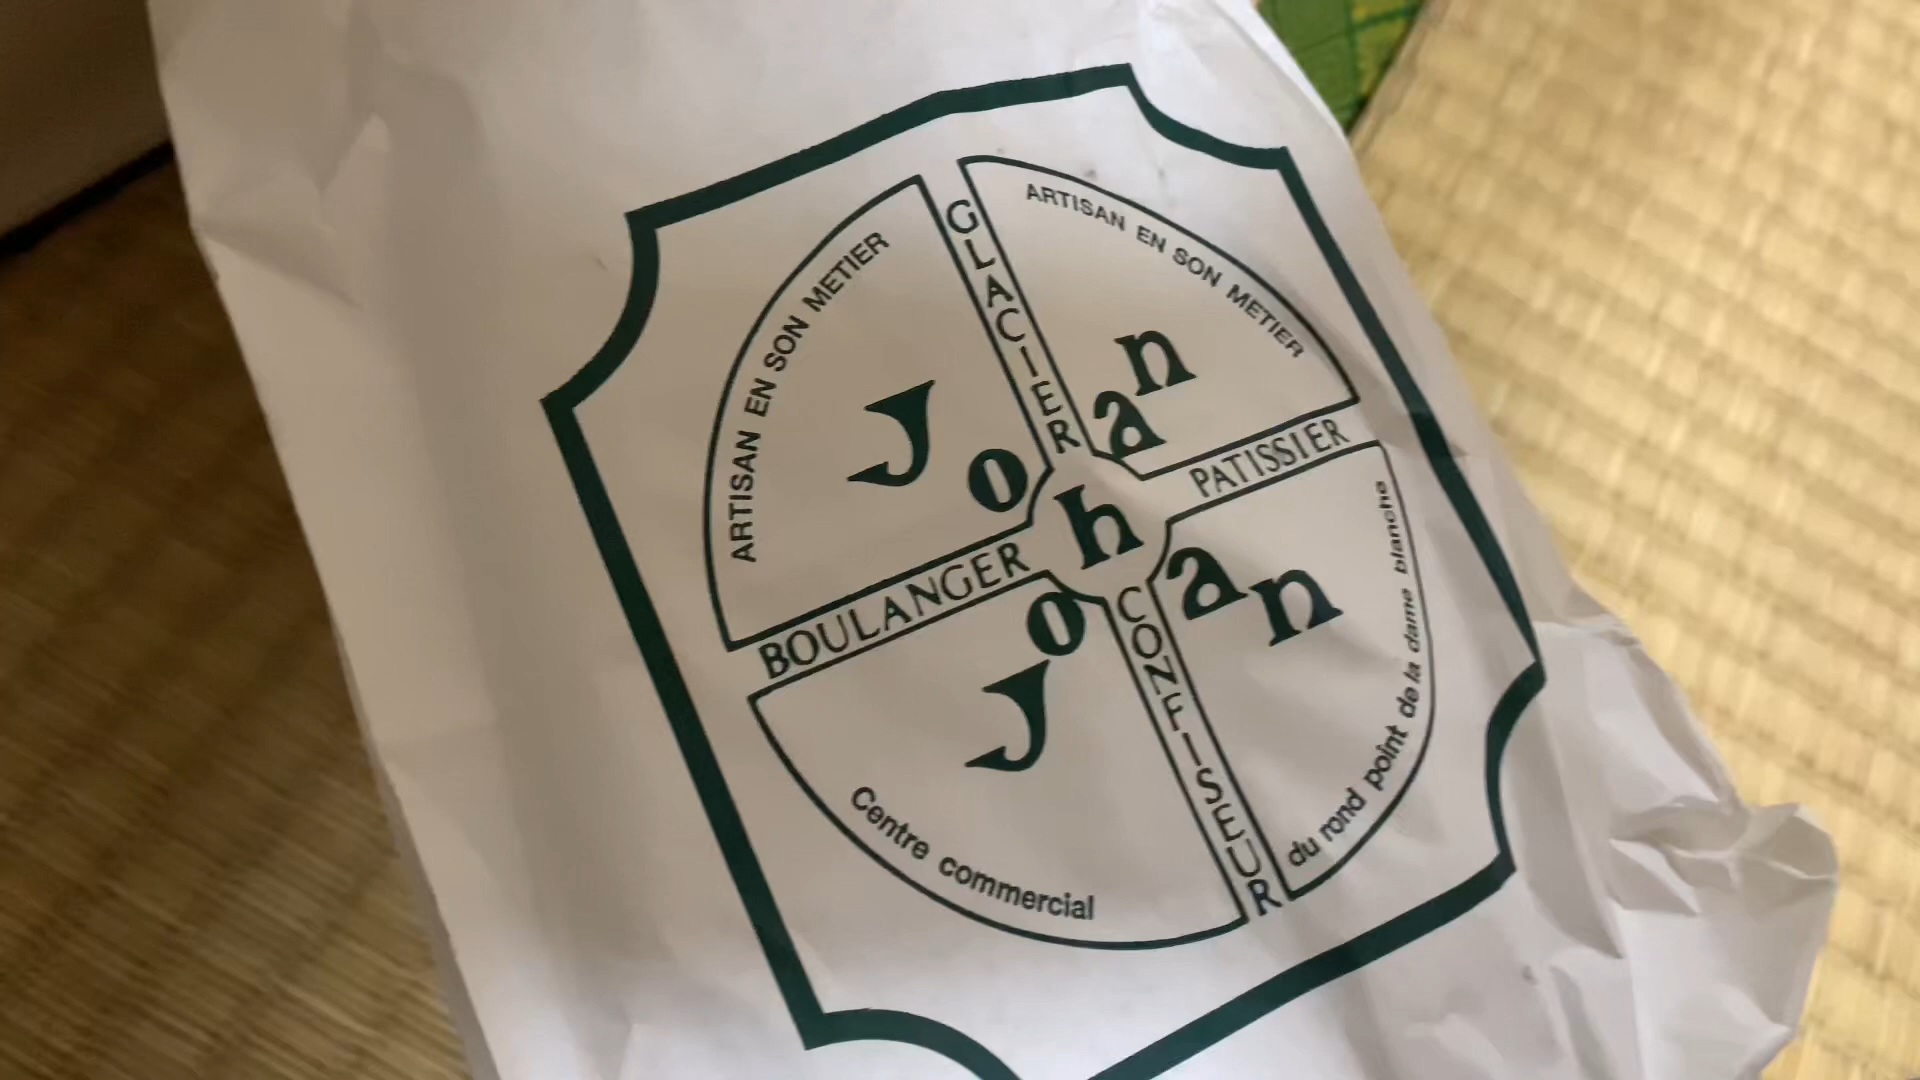 ARTISAN EN SON METIER
ARTISAN EN SON METIER
GLACIER
Johan
BOULANGER
PATISSIER
Johan
CONFISEUR
Centre commercial
du rond point de la dame blanche